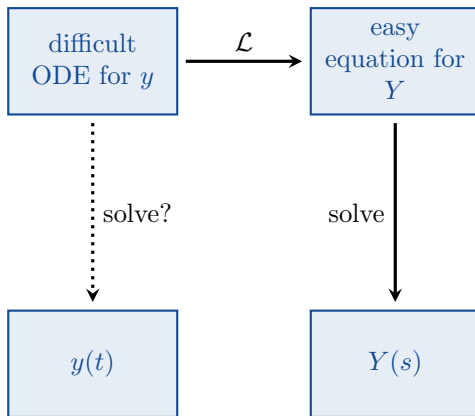 difficult
ODE for y
ℒ
easy
equation for
Y
solve?
solve
y(t)
Y(s)